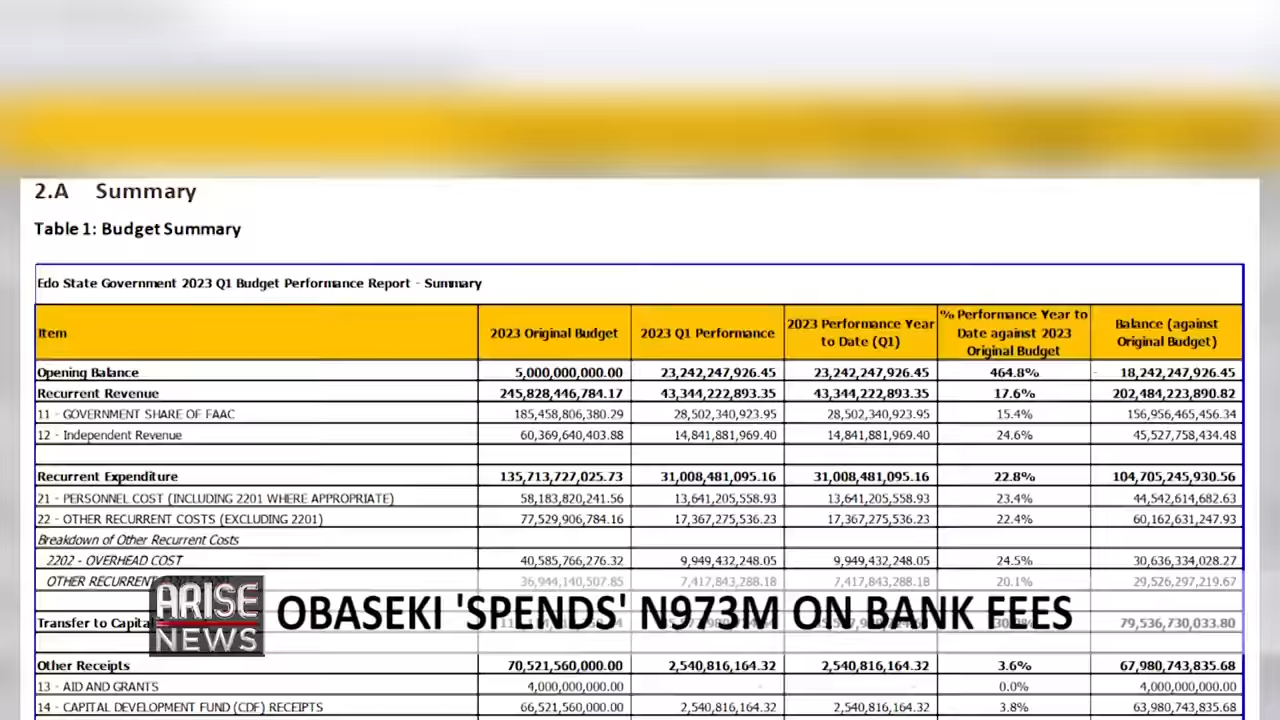 2.A Summary
Table 1: Budget Summary
Edo State Government 2023 Q1 Budget Performance Report - Summary
Item 2023 Original Budget 2023 Q1 Performance 2023 Performance Year to Date (Q1) % Performance Year to Date against 2023 Original Budget Balance (against Original Budget)
Opening Balance 5,000,000,000.00 23,242,247,926.45 23,242,247,926.45 464.8% - 18,242,247,926.45
Recurrent Revenue 245,828,446,784.17 43,344,222,893.35 43,344,222,893.35 17.6% 202,484,223,890.82
11 - GOVERNMENT SHARE OF FAAC 185,458,806,380.29 28,502,340,923.95 28,502,340,923.95 15.4% 156,956,465,456.34
12 - Independent Revenue 60,369,640,403.88 14,841,881,969.40 14,841,881,969.40 24.6% 45,527,758,434.48
Recurrent Expenditure 135,713,727,025.73 31,008,481,095.16 31,008,481,095.16 22.8% 104,705,245,930.56
21 - PERSONNEL COST (INCLUDING 2201 WHERE APPROPRIATE) 58,183,820,241.56 13,641,205,558.93 13,641,205,558.93 23.4% 44,542,614,682.63
22 - OTHER RECURRENT COSTS (EXCLUDING 2201) 77,529,906,784.16 17,367,275,536.23 17,367,275,536.23 22.4% 60,162,631,247.93
Breakdown of Other Recurrent Costs
2202 - OVERHEAD COST 40,585,766,276.32 9,949,432,248.05 9,949,432,248.05 24.5% 30,636,334,028.27
OTHER RECURRENT 36,944,140,507.85 7,417,843,288.18 7,417,843,288.18 20.1% 29,526,297,219.67
ARISE
NEWS
OBASEKI 'SPENDS' N973M ON BANK FEES
Transfer to Capital 79,536,730,033.80
Other Receipts 70,521,560,000.00 2,540,816,164.32 2,540,816,164.32 3.6% 67,980,743,835.68
13 - AID AND GRANTS 4,000,000,000.00 - - 0.0% 4,000,000,000.00
14 - CAPITAL DEVELOPMENT FUND (CDF) RECEIPTS 66,521,560,000.00 2,540,816,164.32 2,540,816,164.32 3.8% 63,980,743,835.68